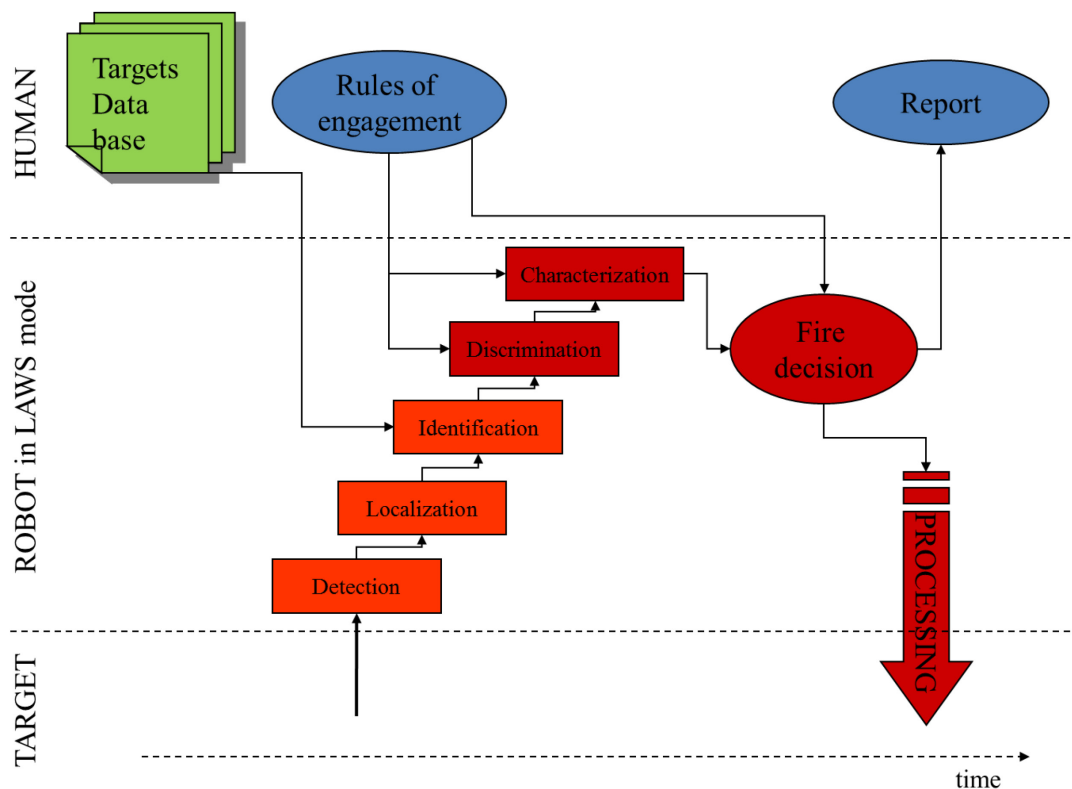 HUMAN
Targets
Data
base
Rules of
engagement
Report
ROBOT in LAWS mode
Characterization
Discrimination
Fire
decision
Identification
Localization
Detection
PROCESSING
TARGET
time